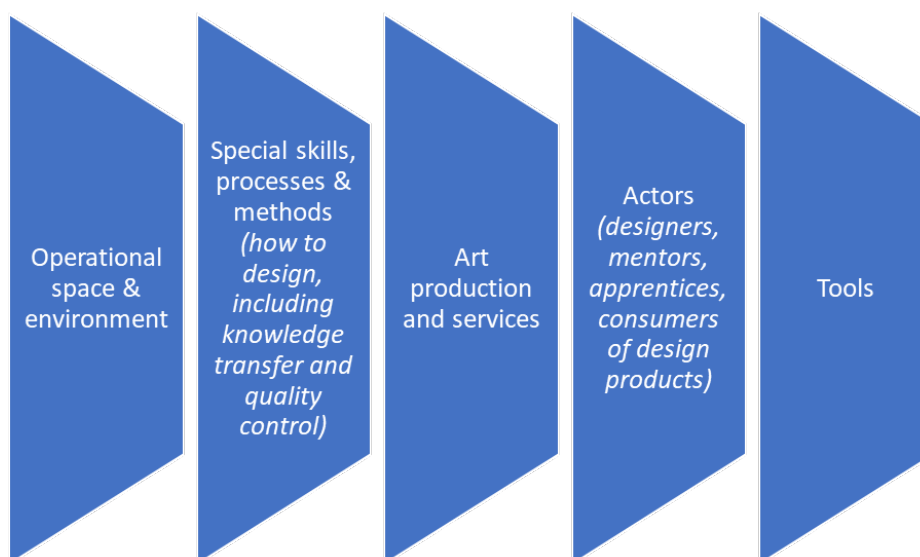 Operational
space &
environment
Special skills,
processes &
methods
(how to
design,
including
knowledge
transfer and
quality
control)
Art
production
and services
Actors
(designers,
mentors,
apprentices,
consumers
of design
products)
Tools